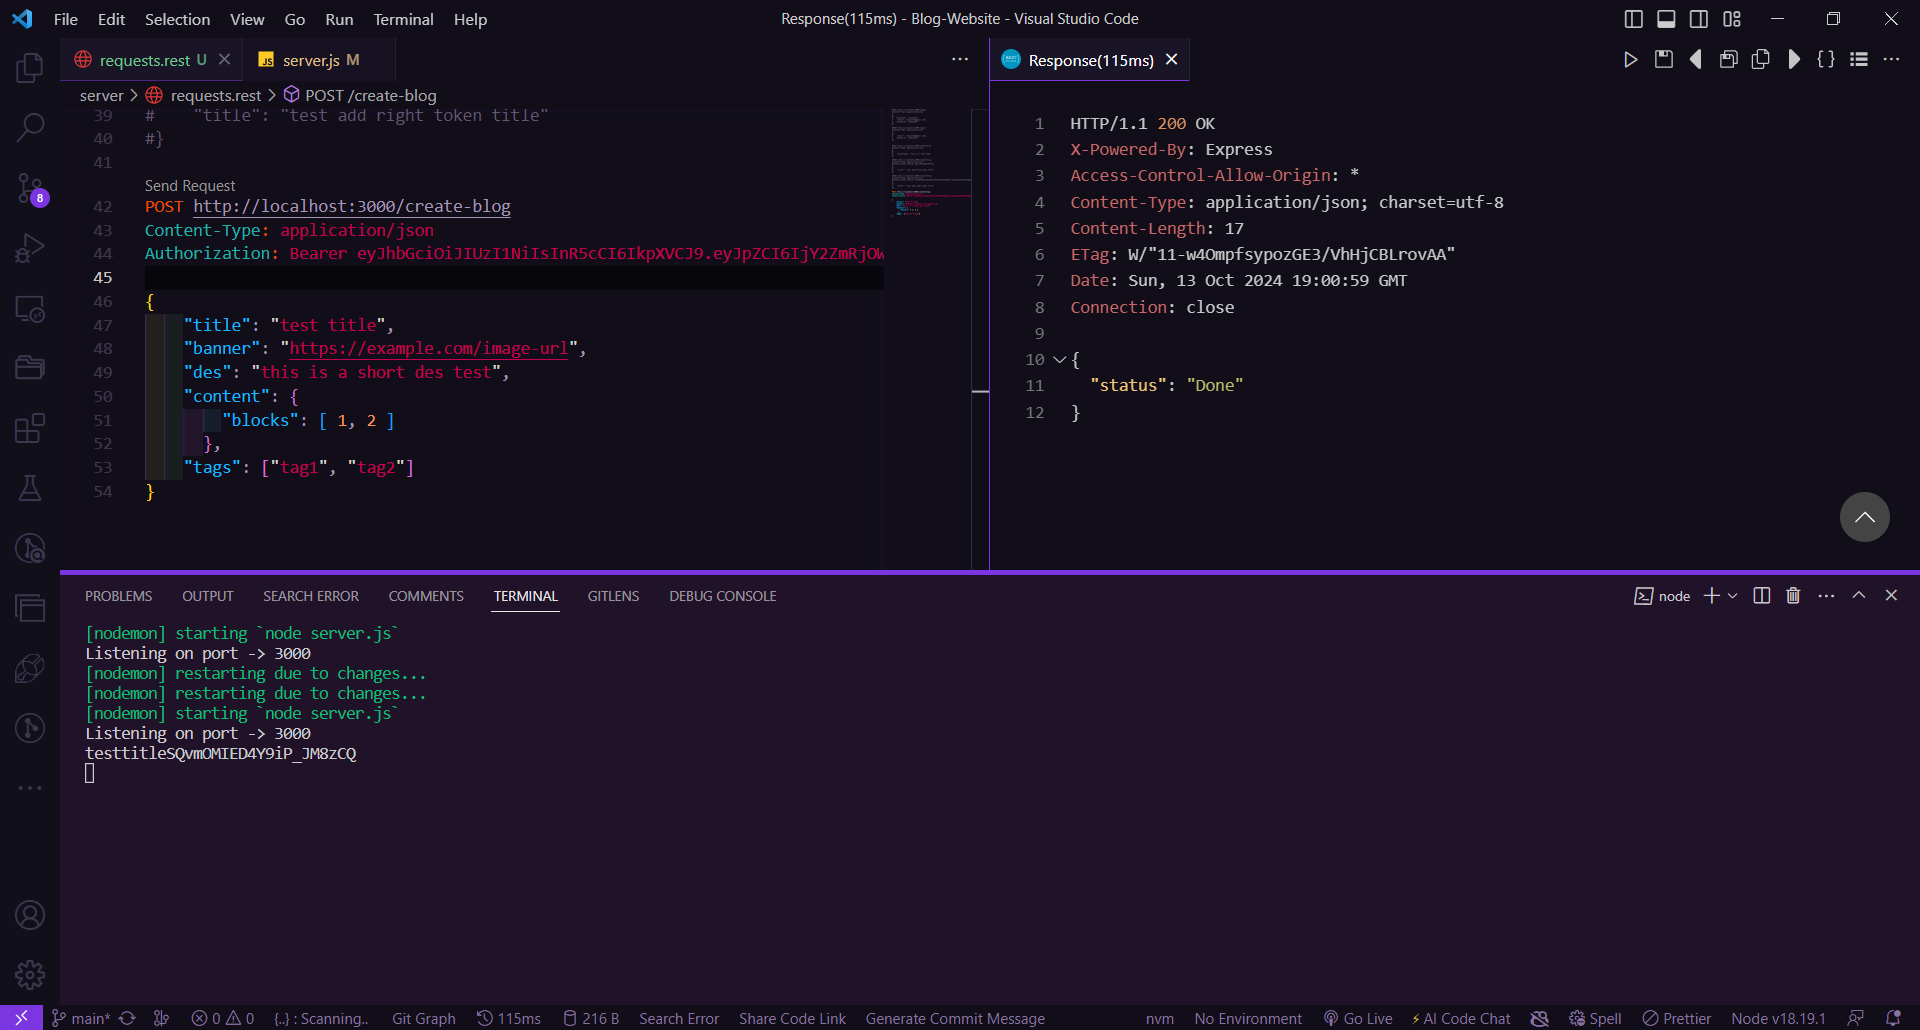 File Edit Selection View Go Run Terminal Help
Response(115ms) - Blog-Website - Visual Studio Code
requests.rest U
JS server.js M
server > requests.rest > POST /create-blog
39 #    "title": "test add right token title"
40 #}
41
Send Request
42 POST http://localhost:3000/create-blog
43 Content-Type: application/json
44 Authorization: Bearer eyJhbGciOiJIUzI1NiIsInR5cCI6IkpXVCJ9.eyJpZCI6IjY2ZmRjOW
45
46 {
47     "title": "test title",
48     "banner": "https://example.com/image-url",
49     "des": "this is a short des test",
50     "content": {
51         "blocks": [ 1, 2 ]
52       },
53     "tags": ["tag1", "tag2"]
54 }
Response(115ms)
1 HTTP/1.1 200 OK
2 X-Powered-By: Express
3 Access-Control-Allow-Origin: *
4 Content-Type: application/json; charset=utf-8
5 Content-Length: 17
6 ETag: W/"11-w4OmpfsypozGE3/VhHjCBLrovAA"
7 Date: Sun, 13 Oct 2024 19:00:59 GMT
8 Connection: close
9
10 {
11   "status": "Done"
12 }
8
PROBLEMS OUTPUT SEARCH ERROR COMMENTS TERMINAL GITLENS DEBUG CONSOLE
node
[nodemon] starting `node server.js`
Listening on port -> 3000
[nodemon] restarting due to changes...
[nodemon] restarting due to changes...
[nodemon] starting `node server.js`
Listening on port -> 3000
testtitleSQvmOMIED4Y9iP_JM8zCQ
main* 0 0 {..} : Scanning.. Git Graph 115ms 216 B Search Error Share Code Link Generate Commit Message nvm No Environment Go Live AI Code Chat Spell Prettier Node v18.19.1